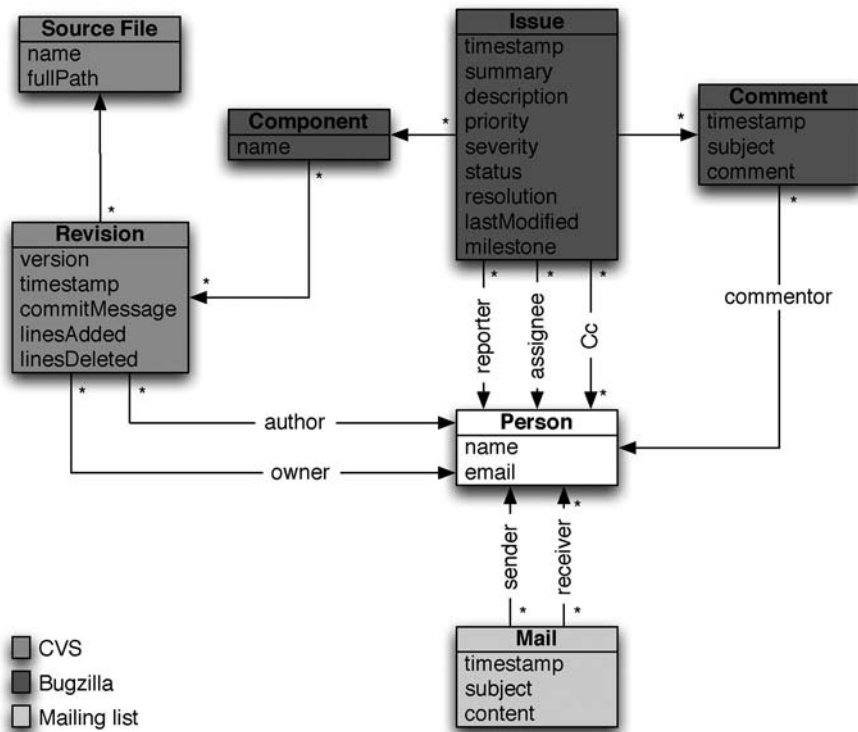 Source File
name
fullPath
Issue
timestamp
summary
description
priority
severity
status
resolution
lastModified
milestone
Component
name
Comment
timestamp
subject
comment
*
*
*
*
*
Revision
version
timestamp
commitMessage
linesAdded
linesDeleted
*
*
*
*
*
*
reporter
assignee
Cc
commentor
*
author
owner
Person
name
email
sender
receiver
*
*
*
Mail
timestamp
subject
content
CVS
Bugzilla
Mailing list